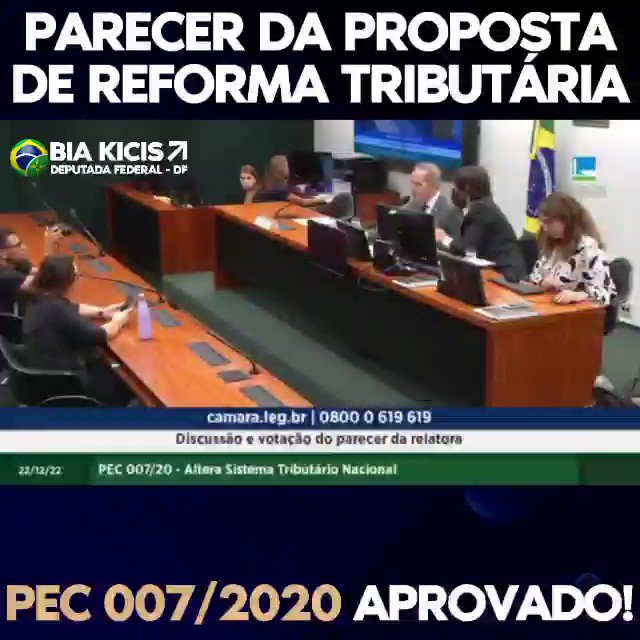 PARECER DA PROPOSTA
DE REFORMA TRIBUTÁRIA
BIA KICIS
DEPUTADA FEDERAL - DF
camara.leg.br | 0800 0 619 619
Discussão e votação do parecer da relatora
22/12/22 PEC 007/20 - Altera Sistema Tributário Nacional
PEC 007/2020 APROVADO!